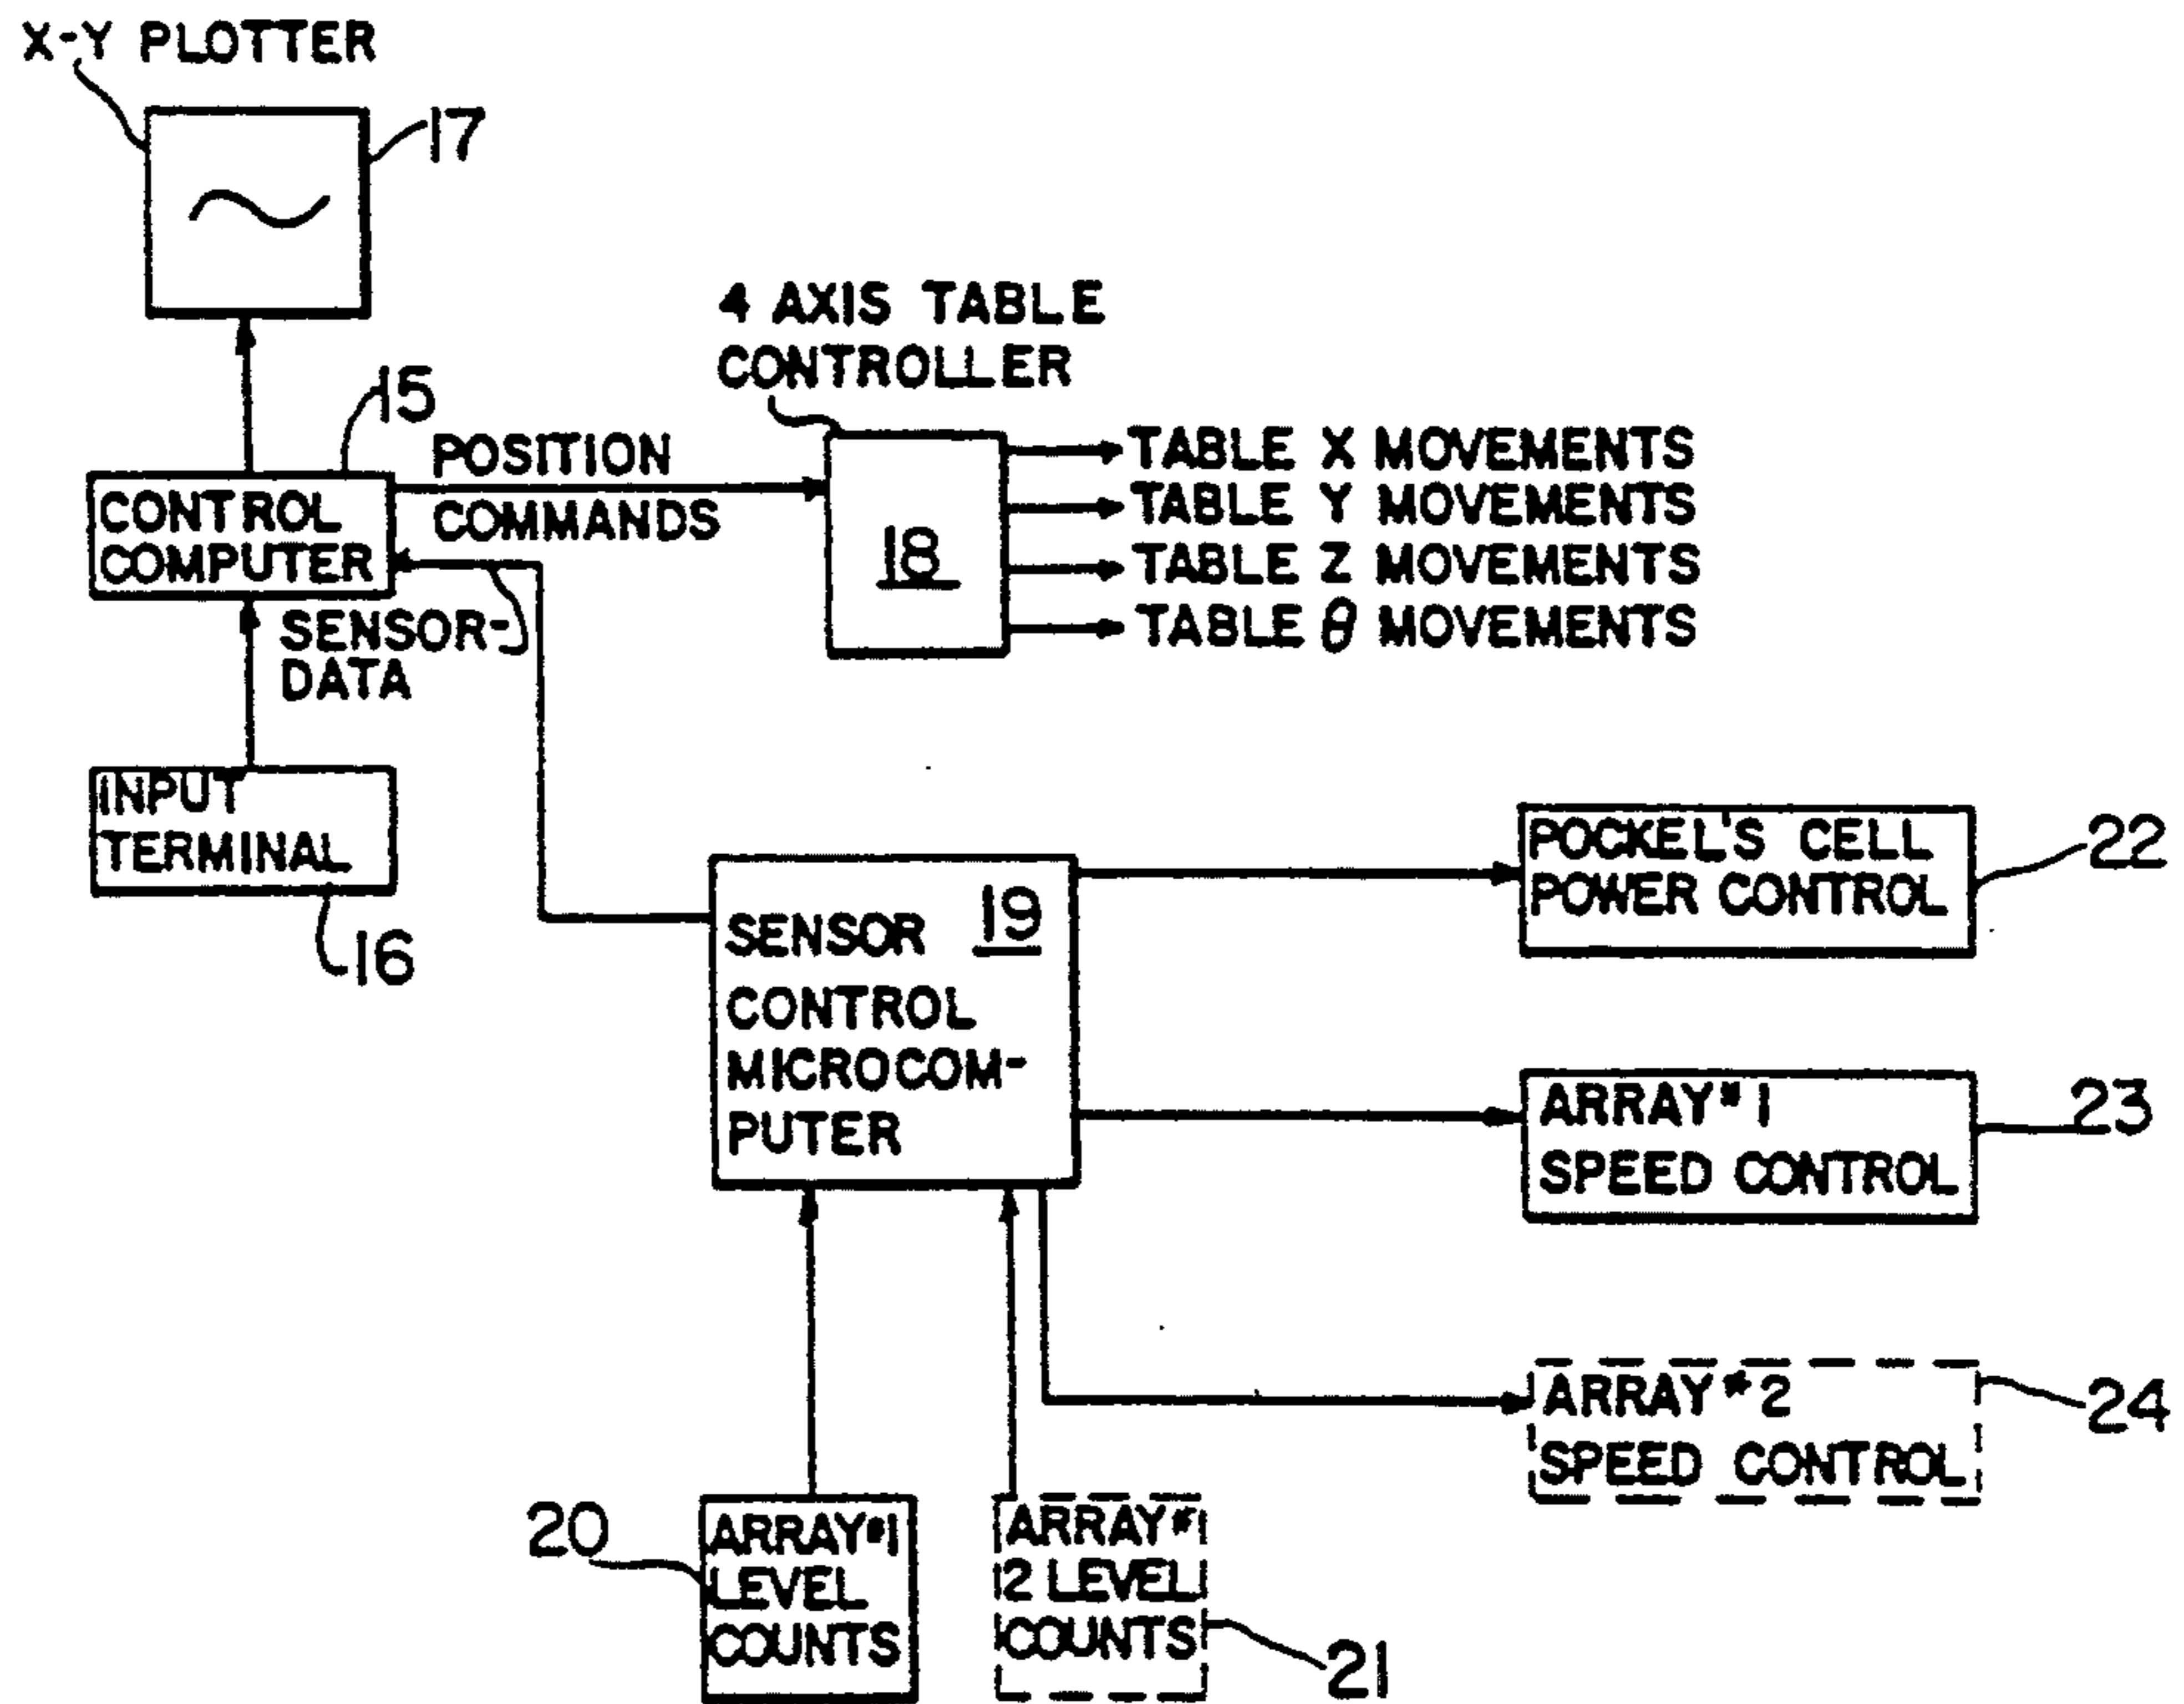 X-Y PLOTTER
17
4 AXIS TABLE
CONTROLLER
15
POSITION
COMMANDS
CONTROL
COMPUTER
18
TABLE X MOVEMENTS
TABLE Y MOVEMENTS
TABLE Z MOVEMENTS
TABLE θ MOVEMENTS
SENSOR-
DATA
INPUT
TERMINAL
16
SENSOR
19
CONTROL
MICROCOM-
PUTER
POCKEL'S CELL
POWER CONTROL
22
ARRAY #1
SPEED CONTROL
23
ARRAY #2
SPEED CONTROL
24
20
ARRAY #1
LEVEL
COUNTS
ARRAY #
2 LEVEL
COUNTS
21